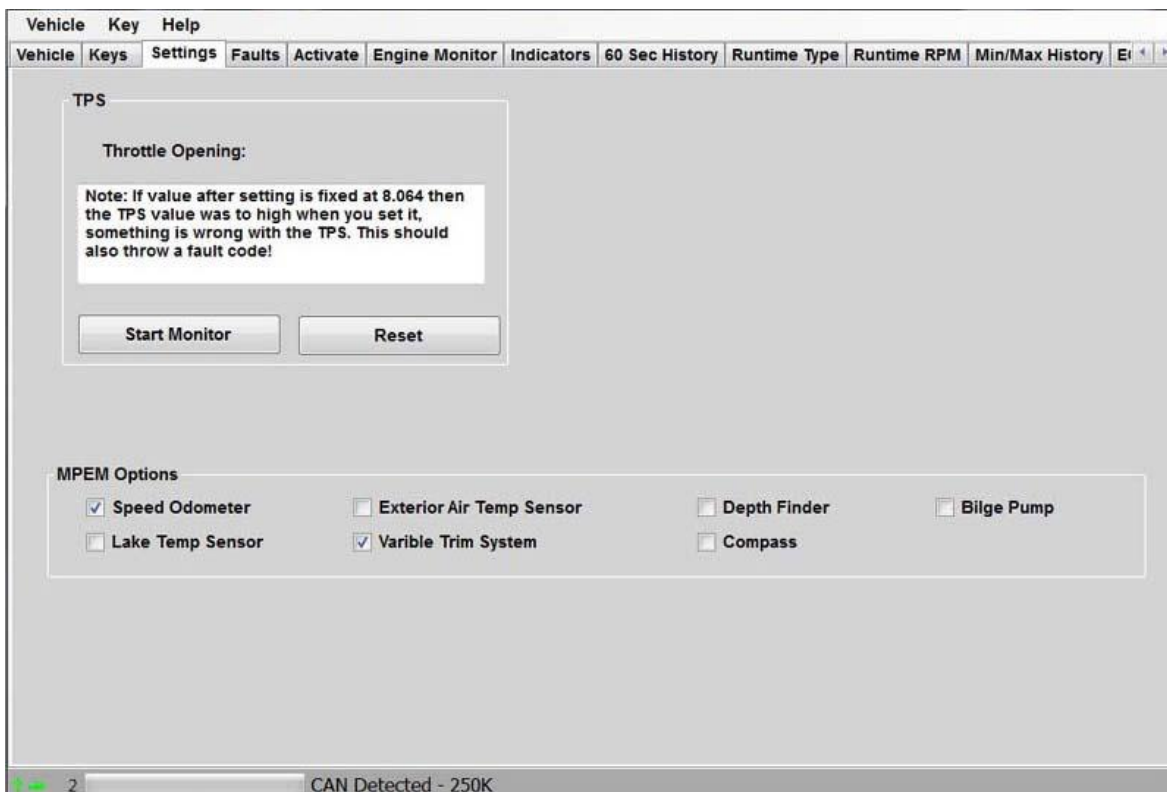 Vehicle Key Help
Vehicle Keys Settings Faults Activate Engine Monitor Indicators 60 Sec History Runtime Type Runtime RPM Min/Max History
TPS
Throttle Opening:
Note: If value after setting is fixed at 8.064 then
the TPS value was to high when you set it,
something is wrong with the TPS. This should
also throw a fault code!
Start Monitor Reset
MPEM Options
Speed Odometer Exterior Air Temp Sensor Depth Finder Bilge Pump
Lake Temp Sensor Varible Trim System Compass
2 CAN Detected - 250K